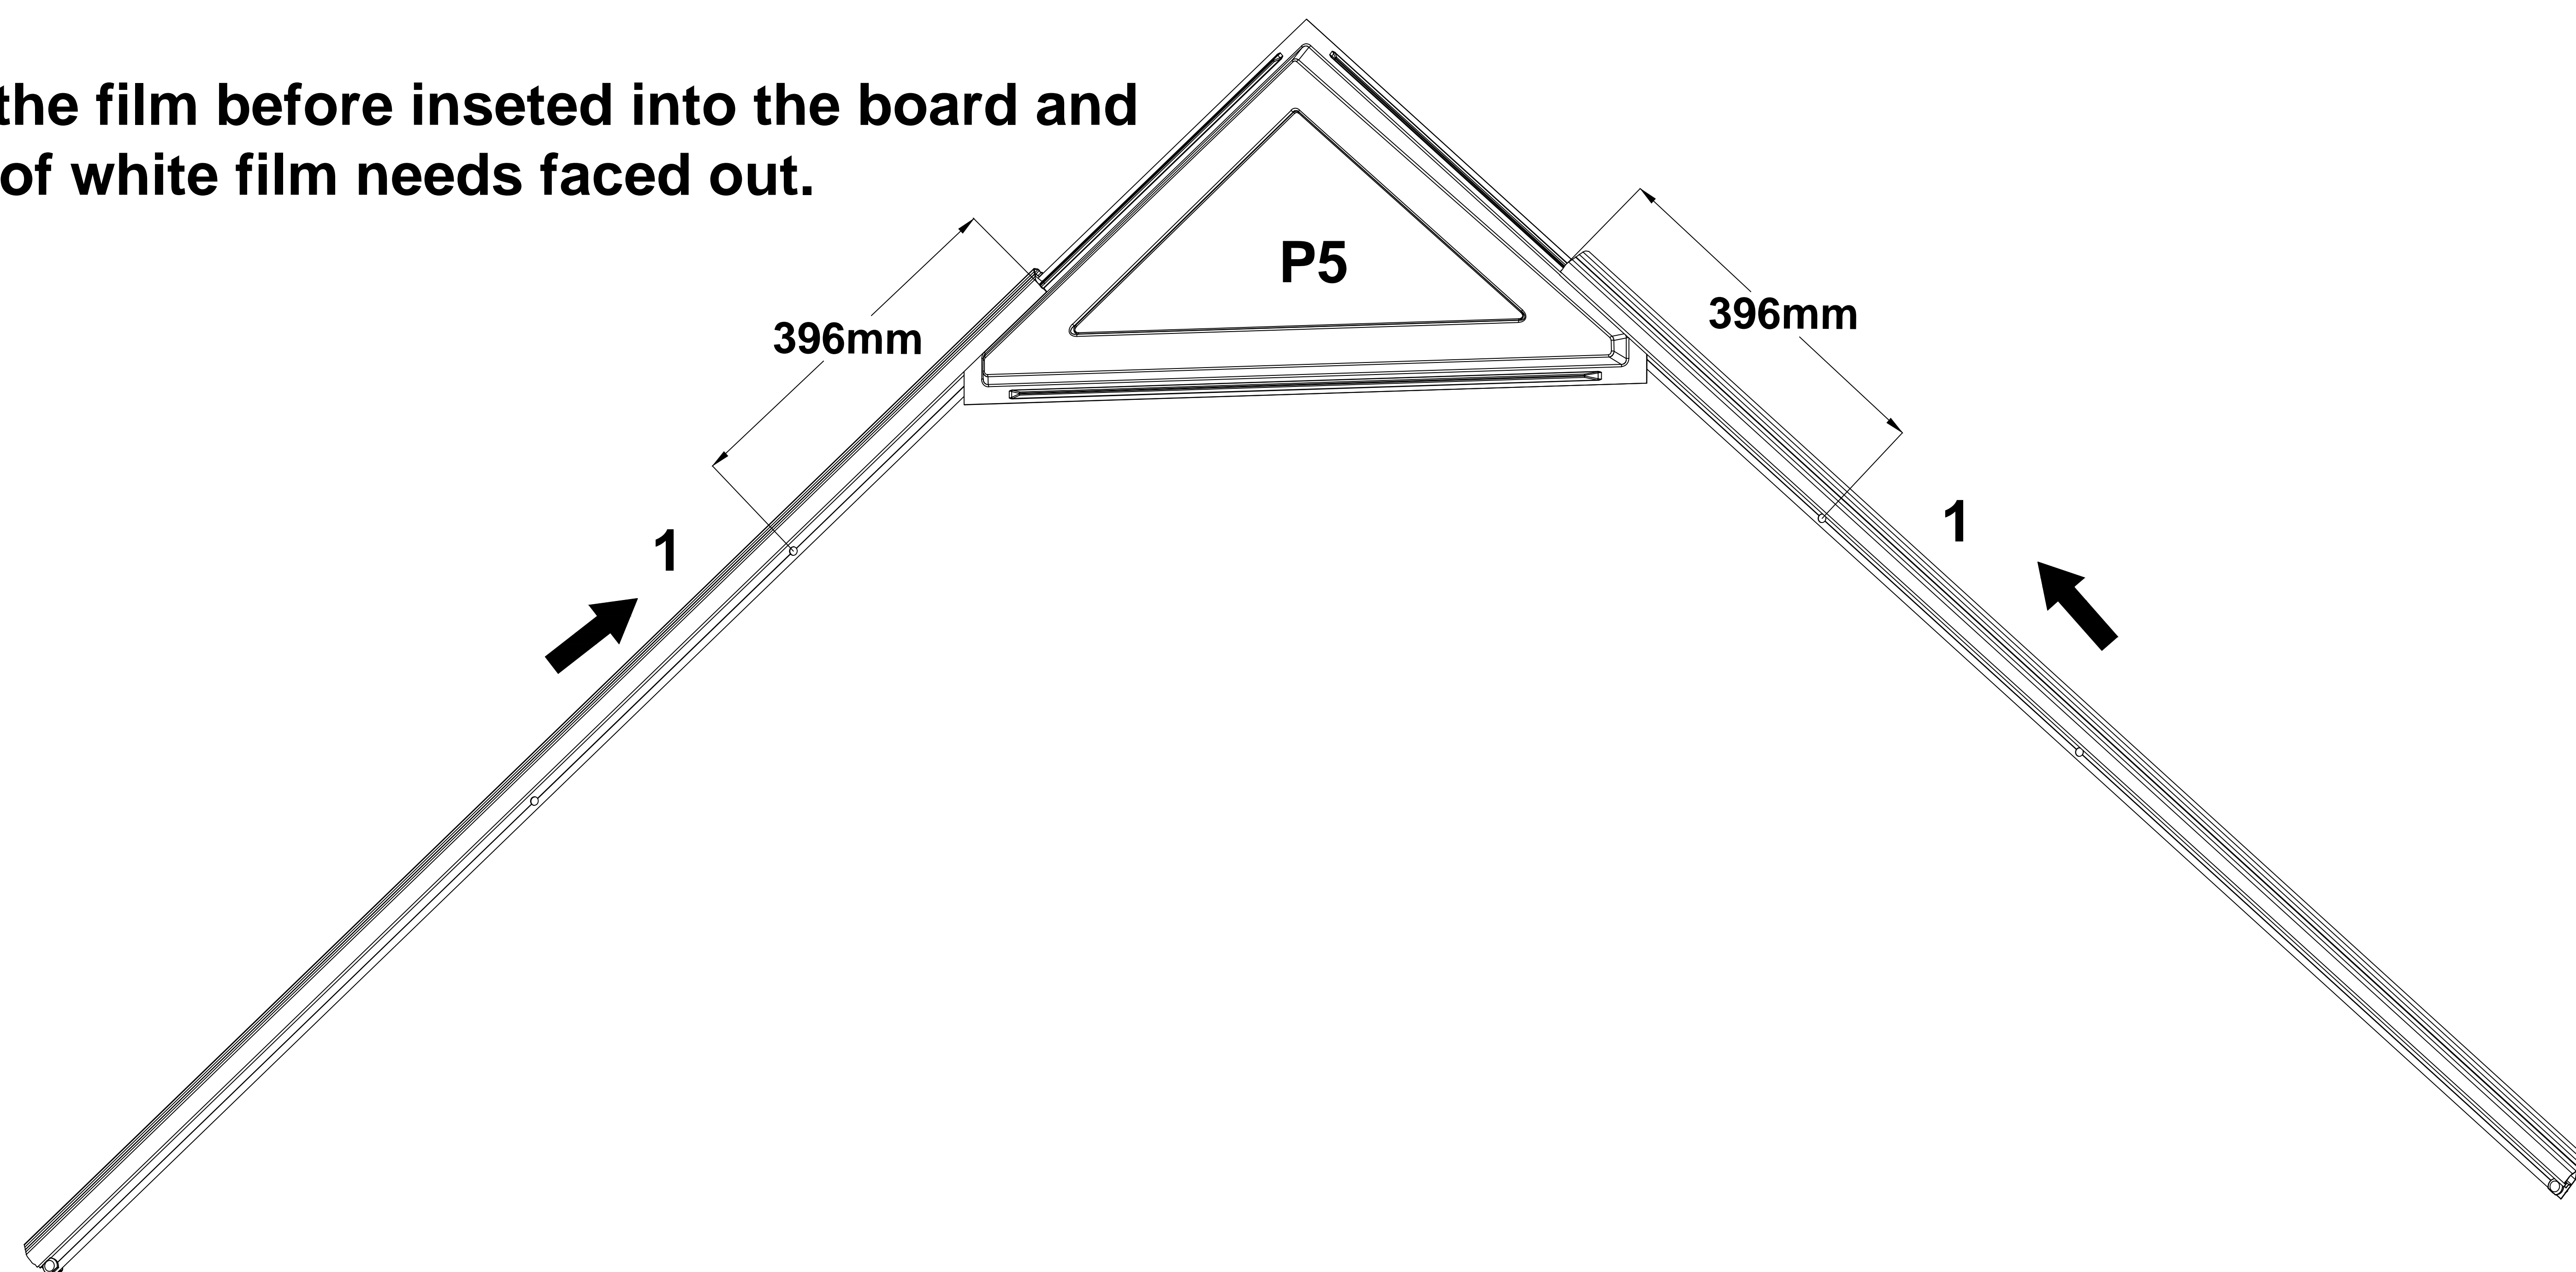 the film before inseted into the board and
of white film needs faced out.
P5
396mm
396mm
1
1